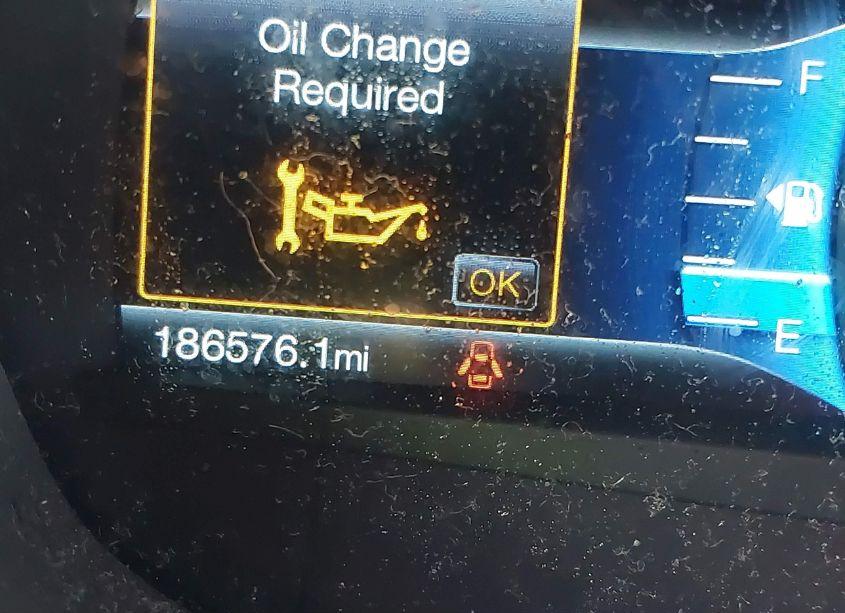 Oil Change
Required
OK
186576.1mi
F
E